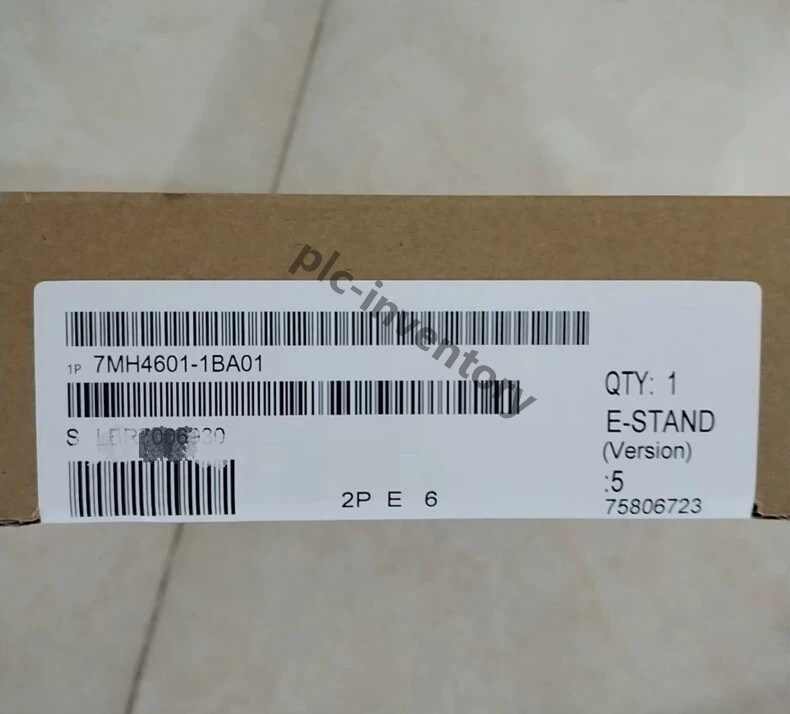 plc-inventory
1P 7MH4601-1BA01
S
2P E 6
QTY: 1
E-STAND
(Version)
:5
75806723